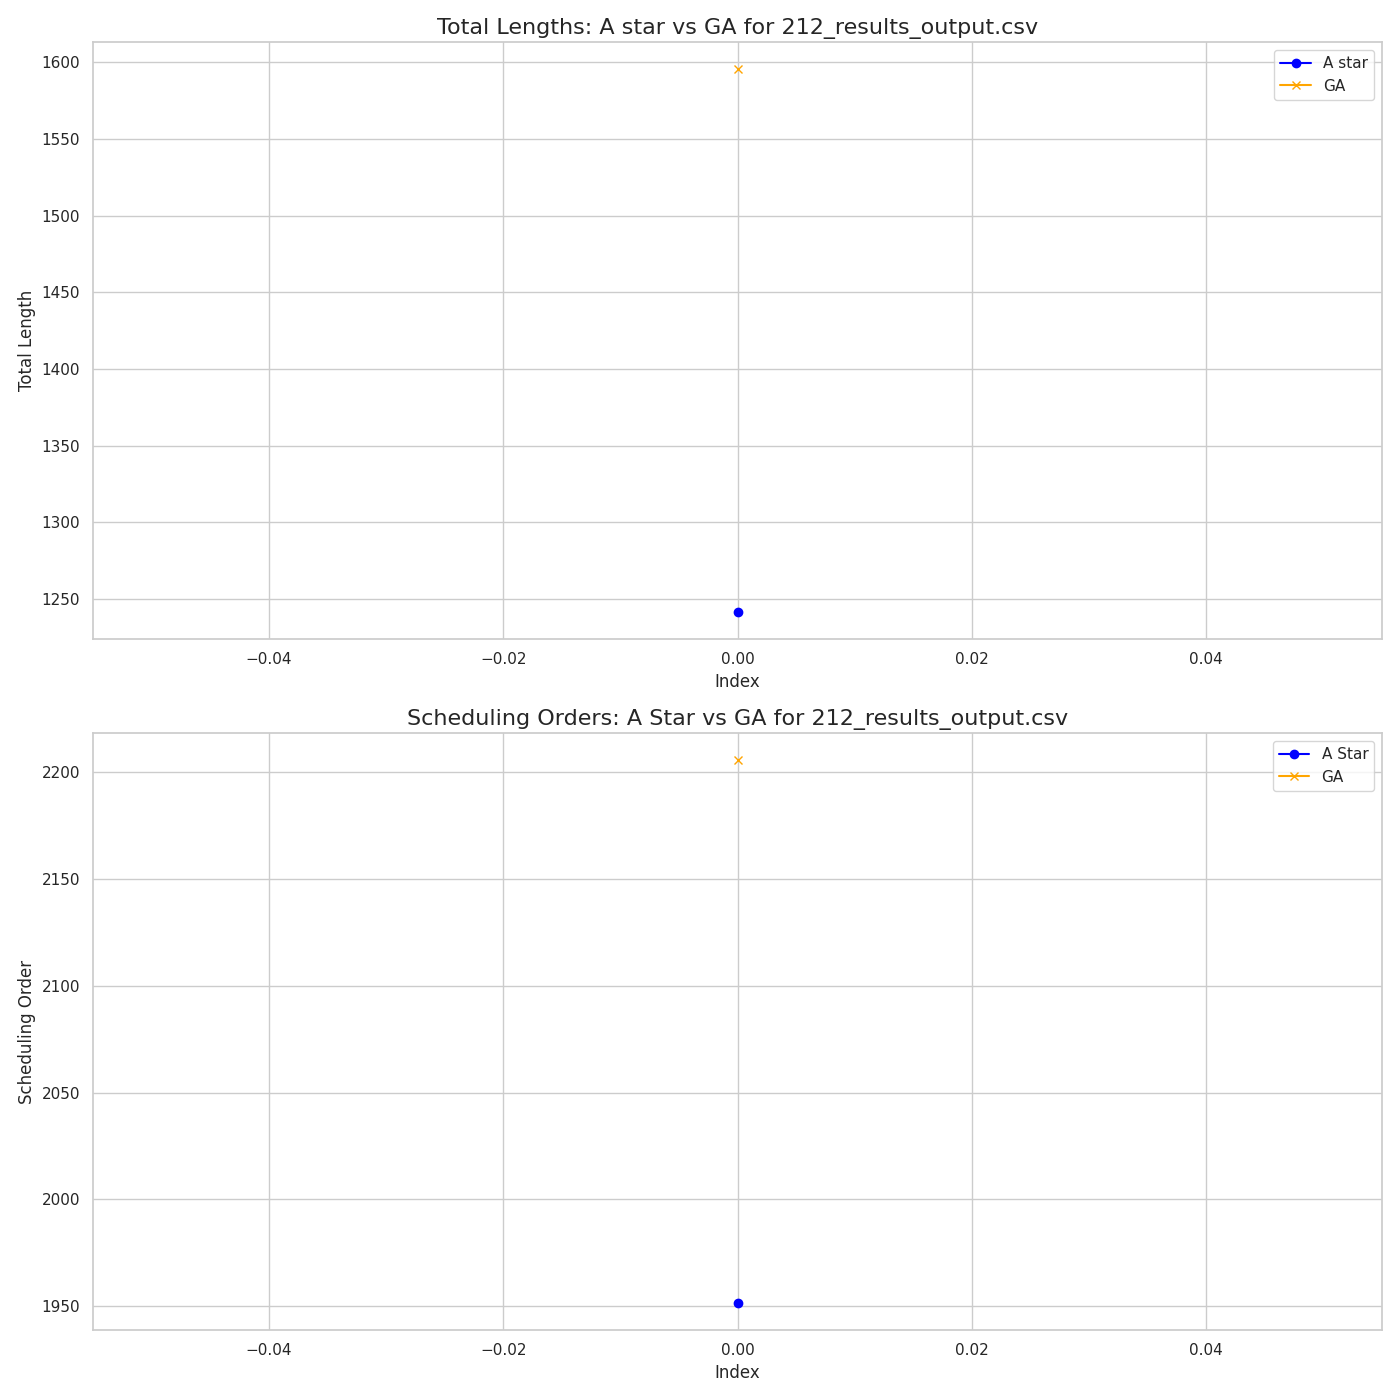 Total Lengths: A star vs GA for 212_results_output.csv
1600
1550
1500
1450
1400
1350
1300
1250
Total Length
A star
GA
−0.04
−0.02
0.00
0.02
0.04
Index
Scheduling Orders: A Star vs GA for 212_results_output.csv
2200
2150
2100
2050
2000
1950
Scheduling Order
A Star
GA
−0.04
−0.02
0.00
0.02
0.04
Index